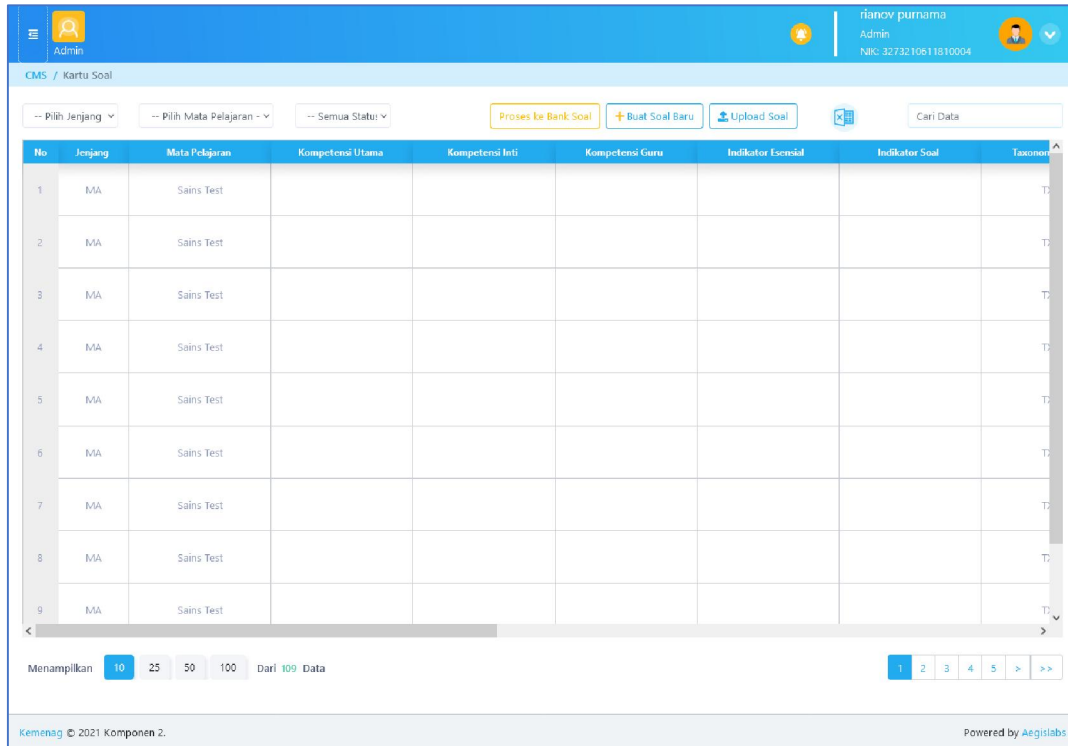 rianov purnama
Admin
NIK: 3273210611810004
Admin
CMS / Kartu Soal
-- Pilih Jenjang
-- Pilih Mata Pelajaran -
-- Semua Status
Proses ke Bank Soal
+ Buat Soal Baru
Upload Soal
Cari Data
No Jenjang Mata Pelajaran Kompetensi Utama Kompetensi Inti Kompetensi Guru Indikator Esensial Indikator Soal Taxonom
1 MA Sains Test
2 MA Sains Test
3 MA Sains Test
4 MA Sains Test
5 MA Sains Test
6 MA Sains Test
7 MA Sains Test
8 MA Sains Test
9 MA Sains Test
Menampilkan 10 25 50 100 Dari 109 Data
1 2 3 4 5 > >>
Kemenag © 2021 Komponen 2.
Powered by Aegislabs